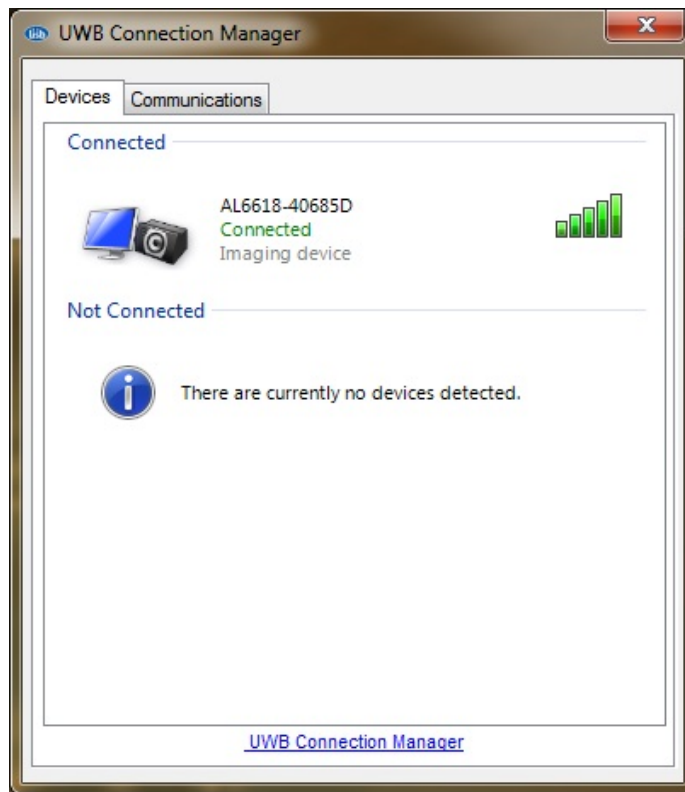 UWB Connection Manager
Devices
Communications
Connected
AL6618-40685D
Connected
Imaging device
Not Connected
There are currently no devices detected.
UWB Connection Manager